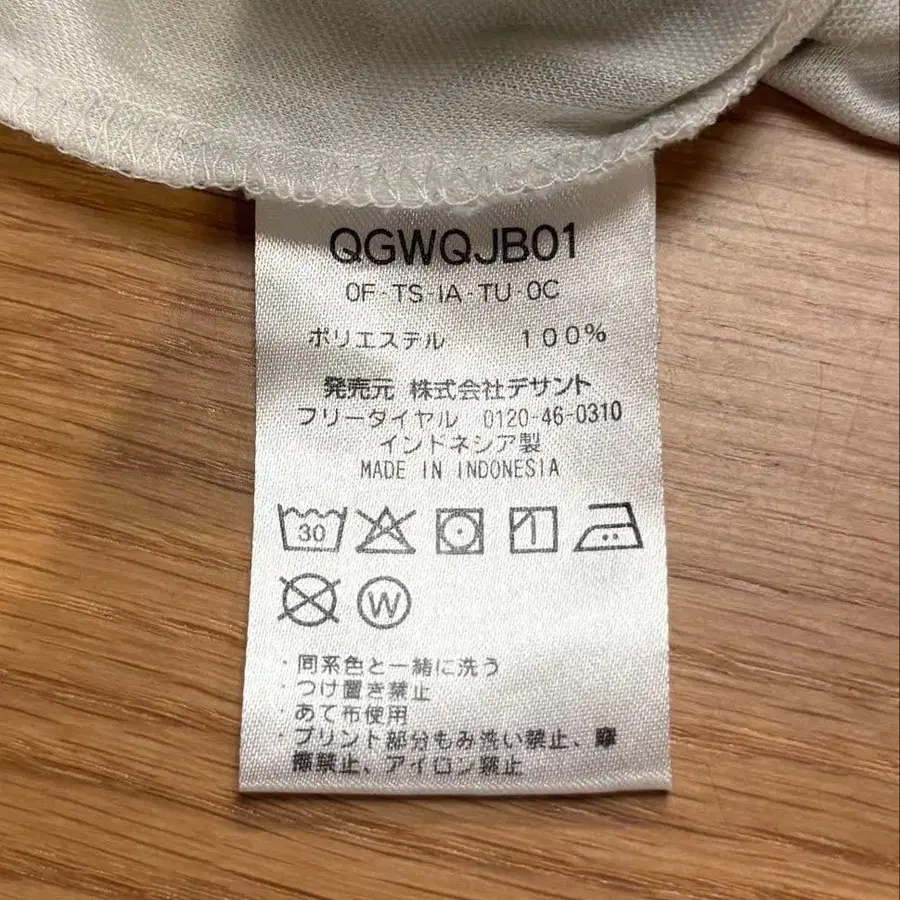 QGWQJB01
0F-TS-IA-TU-0C
ポリエステル 100%
発売元 株式会社デサント
フリーダイヤル 0120-46-0310
インドネシア製
MADE IN INDONESIA
30
W
・同系色と一緒に洗う
・つけ置き禁止
・あて布使用
・プリント部分もみ洗い禁止、摩
擦禁止、アイロン禁止